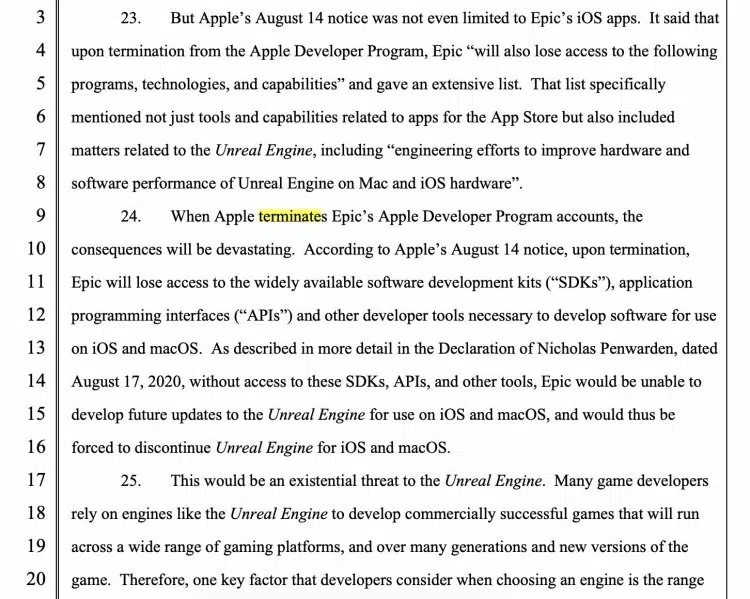 3 23. But Apple’s August 14 notice was not even limited to Epic’s iOS apps. It said that
4 upon termination from the Apple Developer Program, Epic “will also lose access to the following
5 programs, technologies, and capabilities” and gave an extensive list. That list specifically
6 mentioned not just tools and capabilities related to apps for the App Store but also included
7 matters related to the Unreal Engine, including “engineering efforts to improve hardware and
8 software performance of Unreal Engine on Mac and iOS hardware”.
9 24. When Apple terminates Epic’s Apple Developer Program accounts, the
10 consequences will be devastating. According to Apple’s August 14 notice, upon termination,
11 Epic will lose access to the widely available software development kits (“SDKs”), application
12 programming interfaces (“APIs”) and other developer tools necessary to develop software for use
13 on iOS and macOS. As described in more detail in the Declaration of Nicholas Penwarden, dated
14 August 17, 2020, without access to these SDKs, APIs, and other tools, Epic would be unable to
15 develop future updates to the Unreal Engine for use on iOS and macOS, and would thus be
16 forced to discontinue Unreal Engine for iOS and macOS.
17 25. This would be an existential threat to the Unreal Engine. Many game developers
18 rely on engines like the Unreal Engine to develop commercially successful games that will run
19 across a wide range of gaming platforms, and over many generations and new versions of the
20 game. Therefore, one key factor that developers consider when choosing an engine is the range